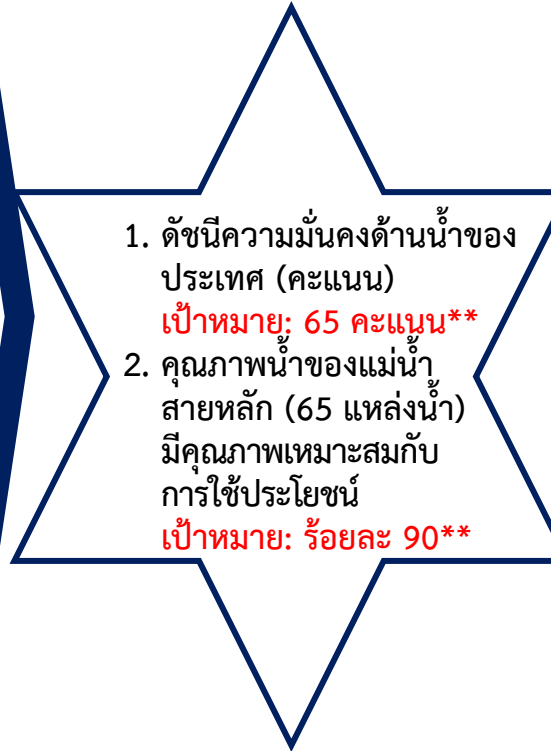 1. ดัชนีความมั่นคงด้านน้ำของ
ประเทศ (คะแนน)
เป้าหมาย: 65 คะแนน**
2. คุณภาพน้ำของแม่น้ำ
สายหลัก (65 แหล่งน้ำ)
มีคุณภาพเหมาะสมกับ
การใช้ประโยชน์
เป้าหมาย: ร้อยละ 90**